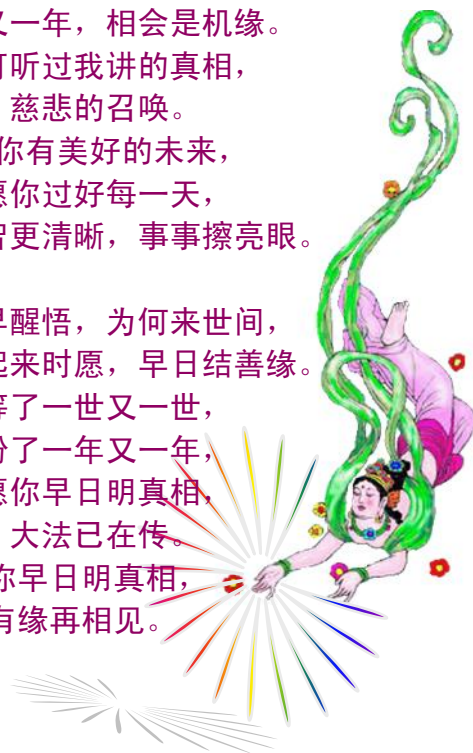 又一年，相会是机缘。
可听过我讲的真相，
慈悲的召唤。
你有美好的未来，
愿你过好每一天，
智更清晰，事事擦亮眼。
早醒悟，为何来世间，
起来时愿，早日结善缘。
等了一世又一世，
盼了一年又一年，
愿你早日明真相，
大法已在传。
你早日明真相，
有缘再相见。